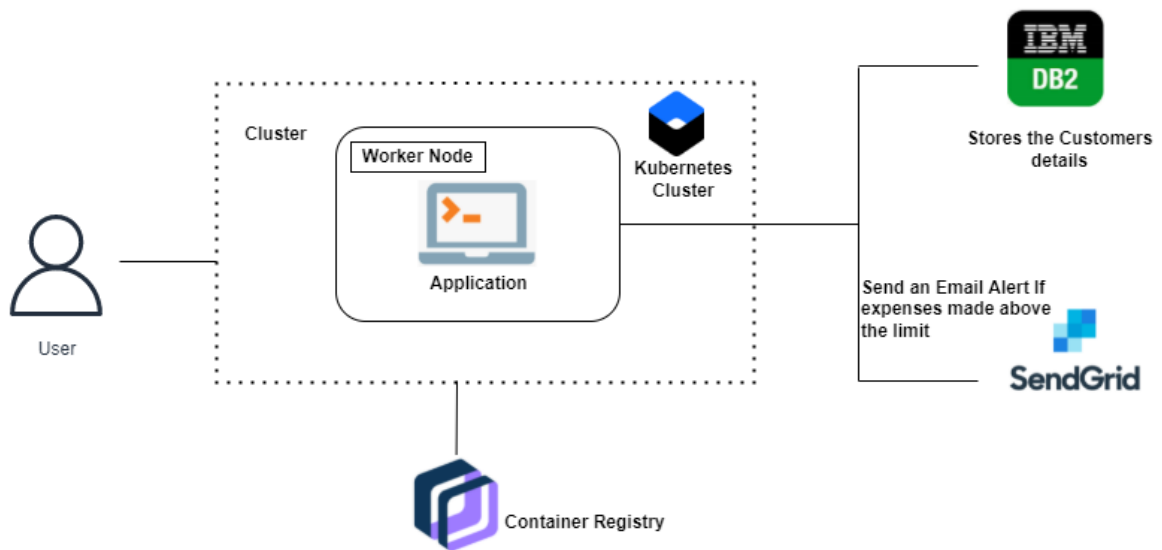 IBM
DB2
Stores the Customers
details
Cluster
Worker Node
Kubernetes
Cluster
Application
User
Send an Email Alert If
expenses made above
the limit
SendGrid
Container Registry